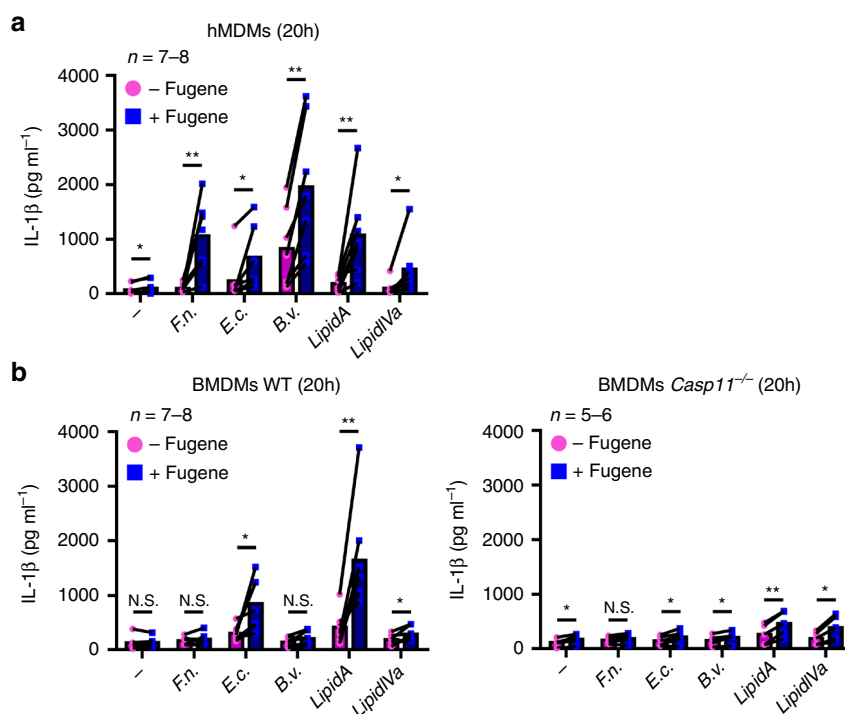 a
hMDMs (20h)
n = 7–8
– Fugene
+ Fugene
IL-1β (pg ml⁻¹)
4000
3000
2000
1000
0
*
**
*
**
**
*
–
F.n.
E.c.
B.v.
LipidA
LipidIVa
b
BMDMs WT (20h)
n = 7–8
– Fugene
+ Fugene
IL-1β (pg ml⁻¹)
4000
3000
2000
1000
0
N.S.
N.S.
*
N.S.
**
*
–
F.n.
E.c.
B.v.
LipidA
LipidIVa
BMDMs Casp11⁻/⁻ (20h)
n = 5–6
– Fugene
+ Fugene
IL-1β (pg ml⁻¹)
4000
3000
2000
1000
0
*
N.S.
*
*
**
*
–
F.n.
E.c.
B.v.
LipidA
LipidIVa